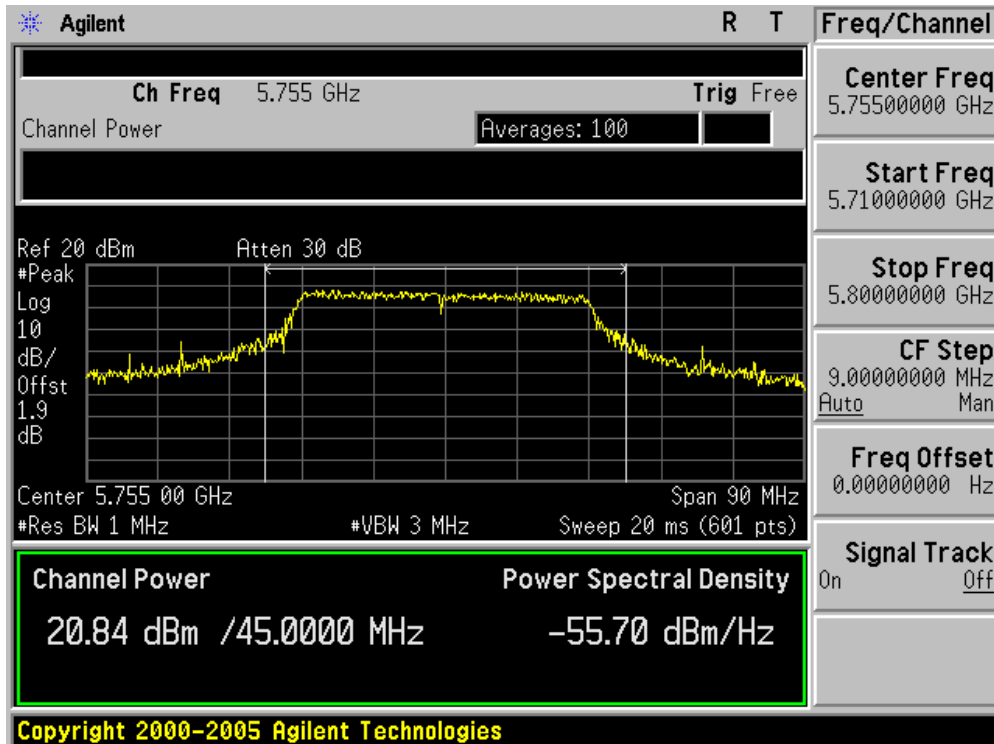 Agilent R T
Ch Freq 5.755 GHz Trig Free
Channel Power Averages: 100
Ref 20 dBm Atten 30 dB
#Peak
Log
10
dB/
Offst
1.9
dB
Center 5.755 00 GHz Span 90 MHz
#Res BW 1 MHz #VBW 3 MHz Sweep 20 ms (601 pts)
Channel Power Power Spectral Density
20.84 dBm /45.0000 MHz -55.70 dBm/Hz
Copyright 2000-2005 Agilent Technologies
Freq/Channel
Center Freq
5.75500000 GHz
Start Freq
5.71000000 GHz
Stop Freq
5.80000000 GHz
CF Step
9.00000000 MHz
Auto Man
Freq Offset
0.00000000 Hz
Signal Track
On Off